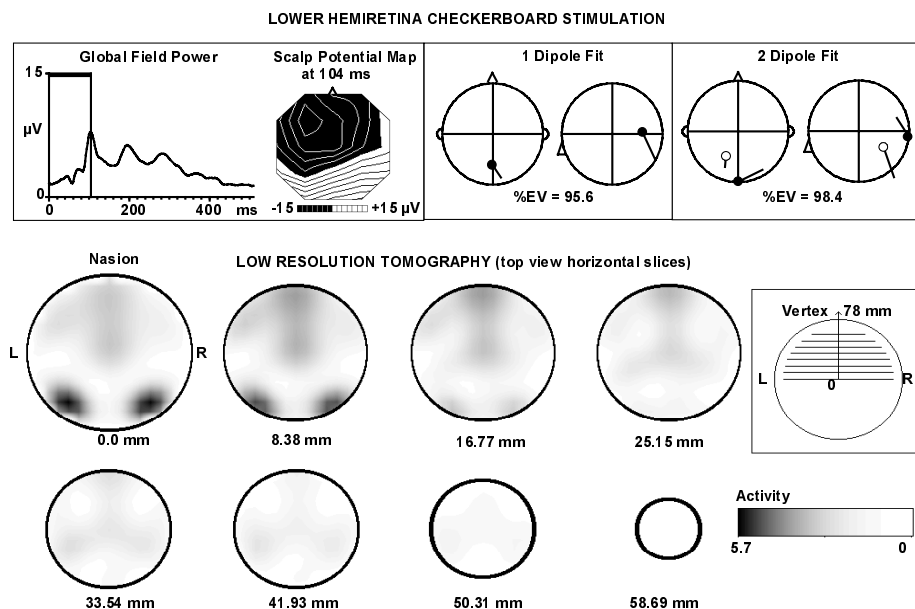 LOWER HEMIRETINA CHECKERBOARD STIMULATION
Global Field Power
15
µV
0
0 200 400 ms
Scalp Potential Map
at 104 ms
-15 +15 µV
1 Dipole Fit
%EV = 95.6
2 Dipole Fit
%EV = 98.4
Nasion
LOW RESOLUTION TOMOGRAPHY (top view horizontal slices)
L R
0.0 mm
8.38 mm
16.77 mm
25.15 mm
Vertex 78 mm
L 0 R
33.54 mm
41.93 mm
50.31 mm
58.69 mm
Activity
5.7 0